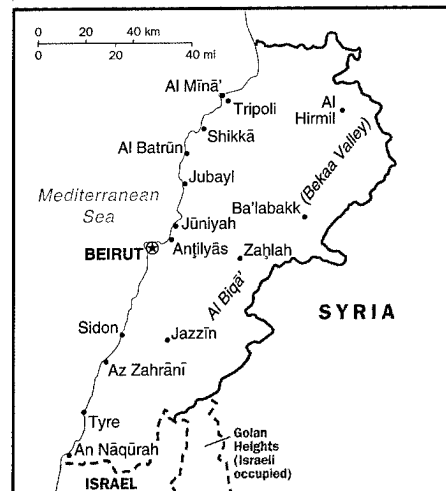 0 20 40 km
0 20 40 mi
Al Mīnā'
Tripoli
Al
Hirmil
Shikkā
Al Batrūn
Jubayl
(Bekaa Valley)
Mediterranean
Sea
Ba'labakk
Jūniyah
BEIRUT
Anţilyās
Zaḩlah
Al Biqā'
SYRIA
Sidon
Jazzīn
Az Zahrānī
Tyre
An Nāqūrah
Golan
Heights
(Israeli
occupied)
ISRAEL